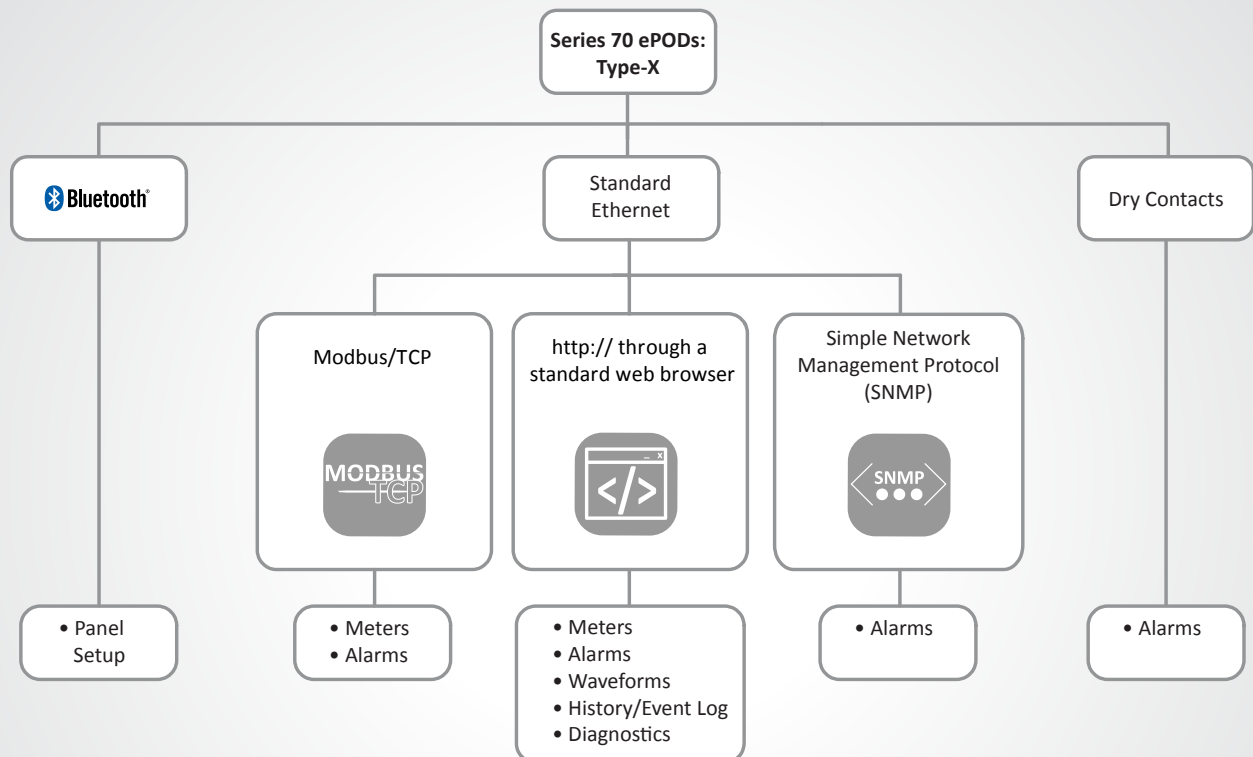 Series 70 ePODs:
Type-X
Bluetooth®
Standard
Ethernet
Dry Contacts
Modbus/TCP
MODBUS
TCP
http:// through a
standard web browser
_ x
</>
Simple Network
Management Protocol
(SNMP)
SNMP
• Panel
Setup
• Meters
• Alarms
• Meters
• Alarms
• Waveforms
• History/Event Log
• Diagnostics
• Alarms
• Alarms